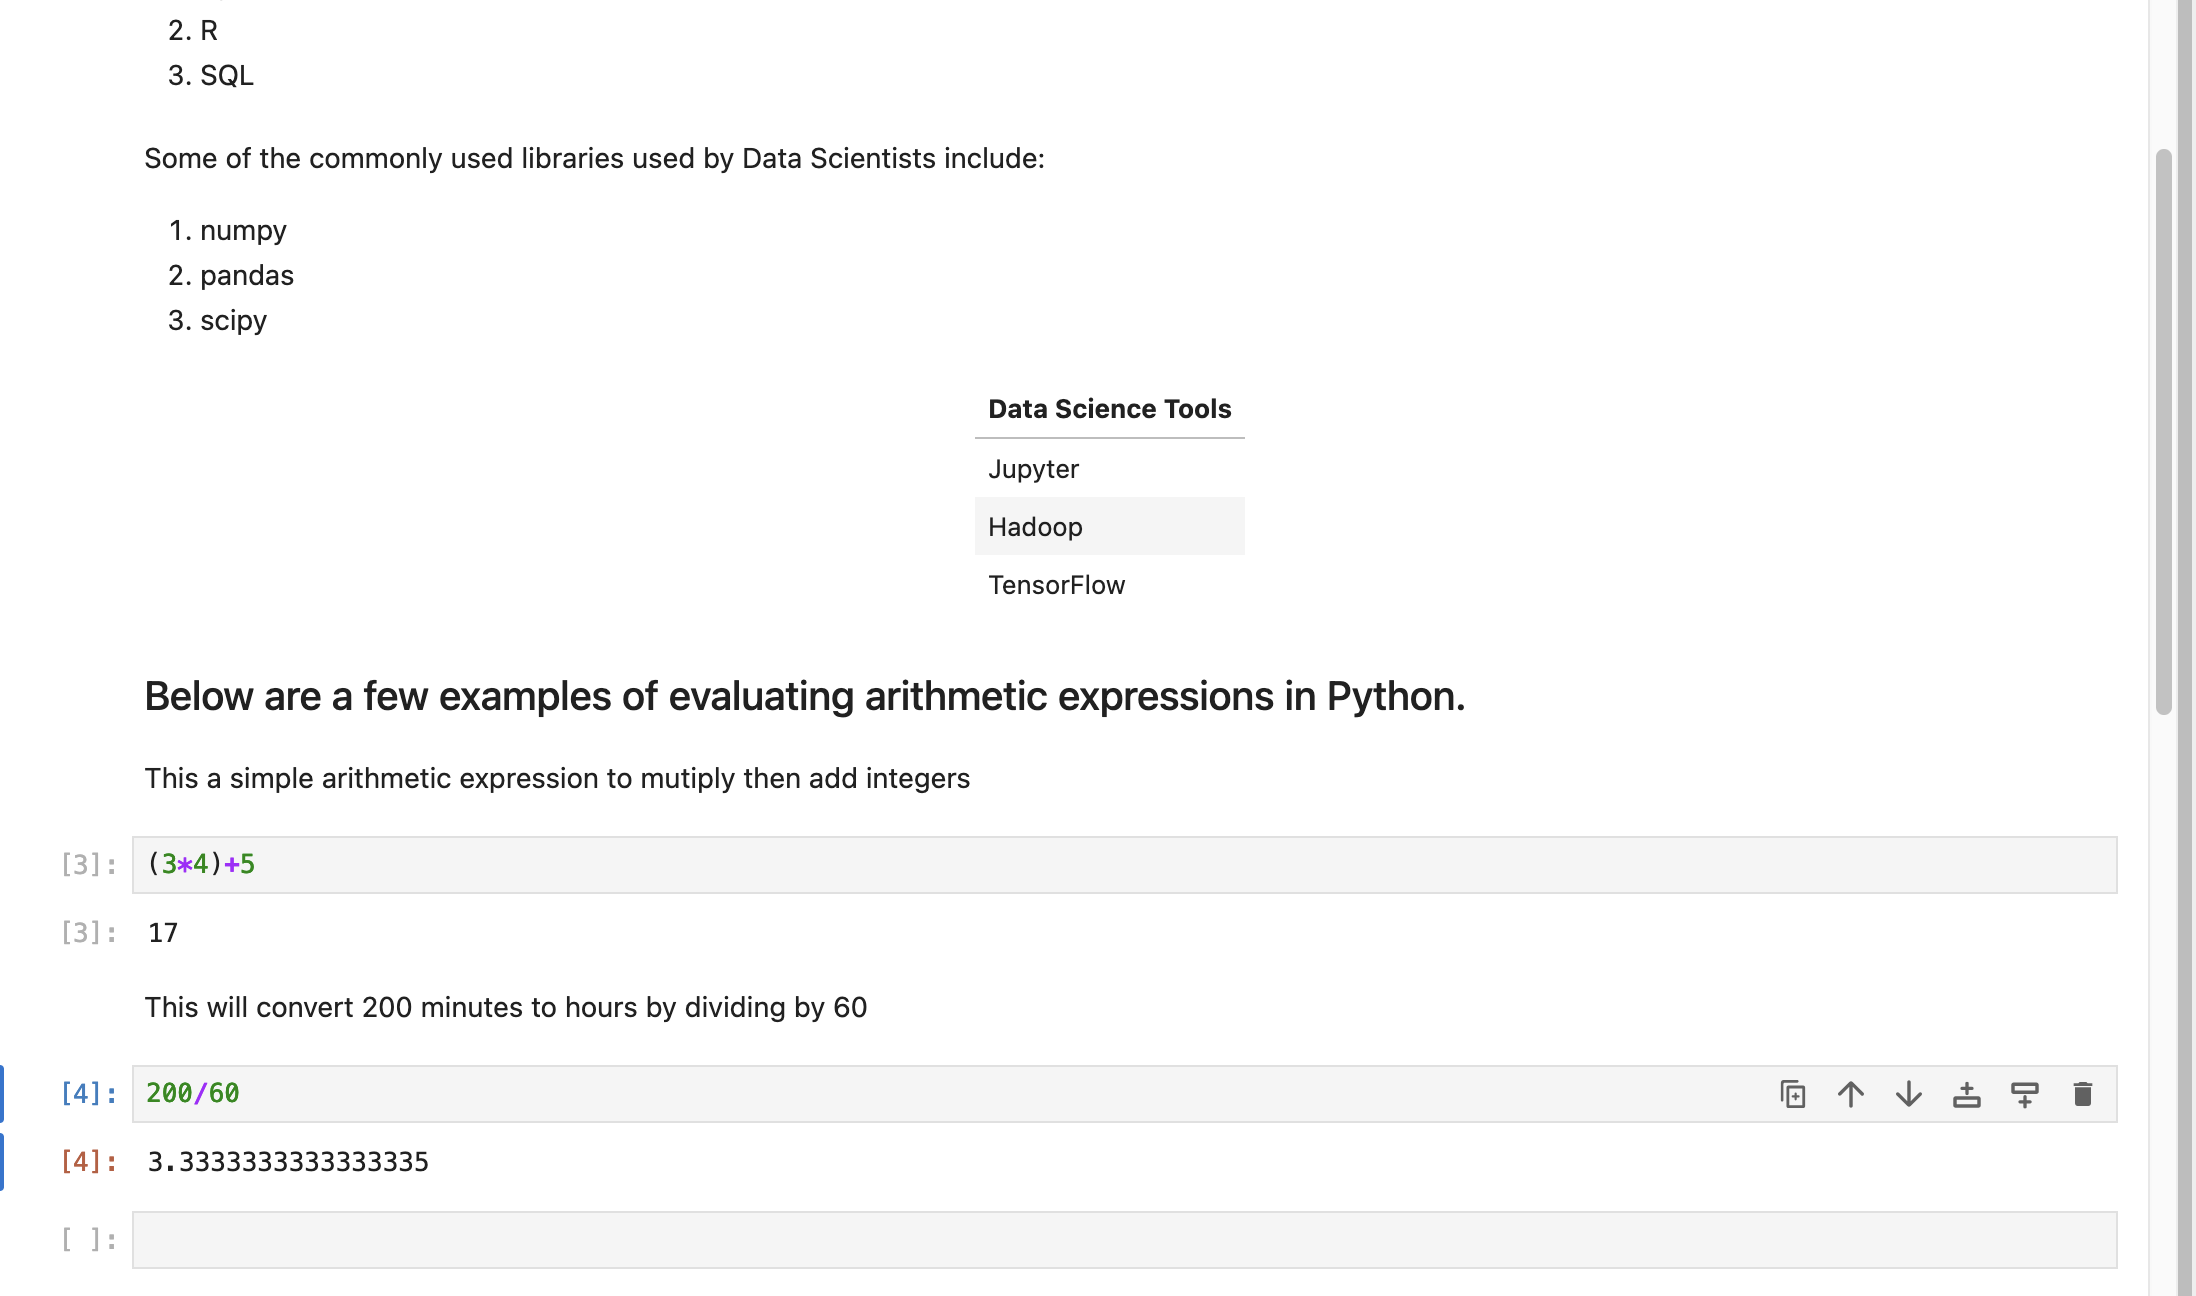 2. R
3. SQL
Some of the commonly used libraries used by Data Scientists include:
1. numpy
2. pandas
3. scipy
Data Science Tools
Jupyter
Hadoop
TensorFlow
Below are a few examples of evaluating arithmetic expressions in Python.
This a simple arithmetic expression to mutiply then add integers
[3]: (3*4)+5
[3]: 17
This will convert 200 minutes to hours by dividing by 60
[4]: 200/60
[4]: 3.3333333333333335
[ ]: